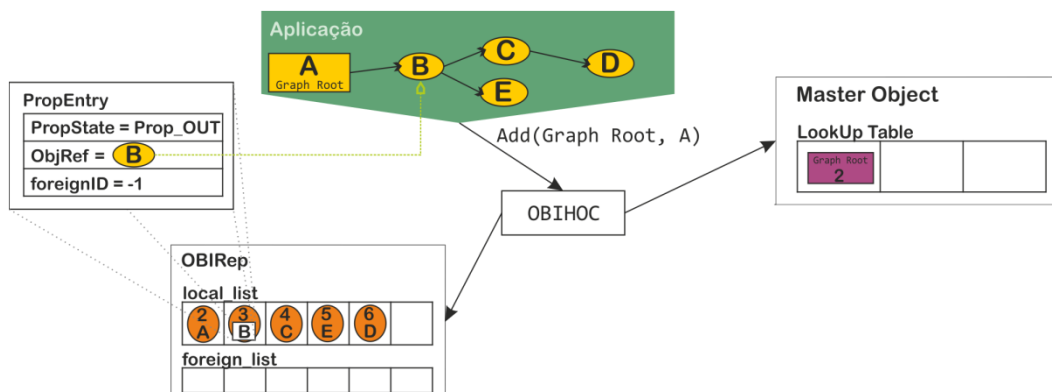 Aplicação
A
Graph Root
B
C
D
E
PropEntry
PropState = Prop_OUT
ObjRef = B
foreignID = -1
Add(Graph Root, A)
OBIHOC
Master Object
LookUp Table
Graph Root
2
OBIRep
local_list
2 3 4 5 6
A B C E D
foreign_list